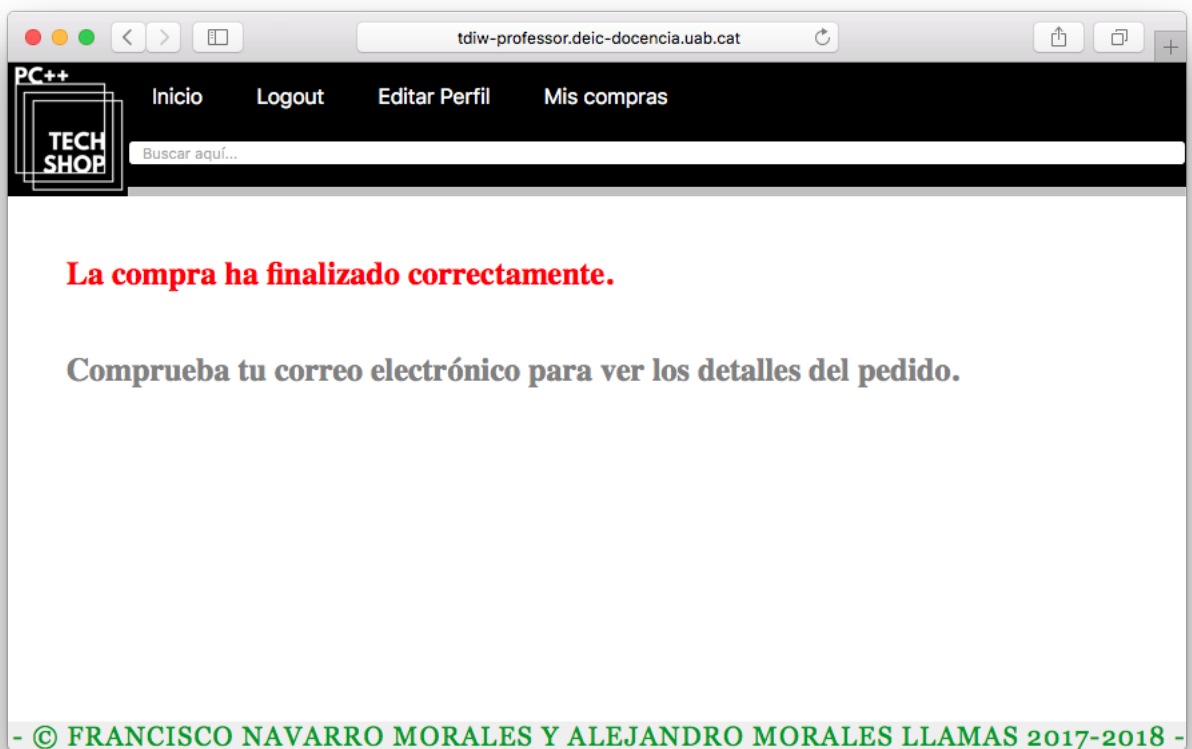 tdiw-professor.deic-docencia.uab.cat
PC++
TECH
SHOP
Inicio Logout Editar Perfil Mis compras
Buscar aquí...
La compra ha finalizado correctamente.
Comprueba tu correo electrónico para ver los detalles del pedido.
- © FRANCISCO NAVARRO MORALES Y ALEJANDRO MORALES LLAMAS 2017-2018 -